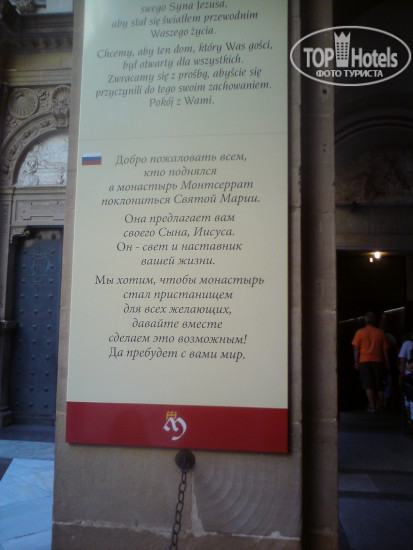 swego Syna Jezusa,
aby stał się światłem przewodnim
Waszego życia.
Chcemy, aby ten dom, który Was gości,
był otwarty dla wszystkich.
Zwracamy się z prośbą, abyście się
przyczynili do tego swoim zachowaniem.
Pokój z Wami.
Добро пожаловать всем,
кто поднялся
в монастырь Монтсеррат
поклониться Святой Марии.
Она предлагает вам
своего Сына, Иисуса.
Он - свет и наставник
вашей жизни.
Мы хотим, чтобы монастырь
стал пристанищем
для всех желающих,
давайте вместе
сделаем это возможным!
Да пребудет с вами мир.
M
TOP Hotels
ФОТО ТУРИСТА